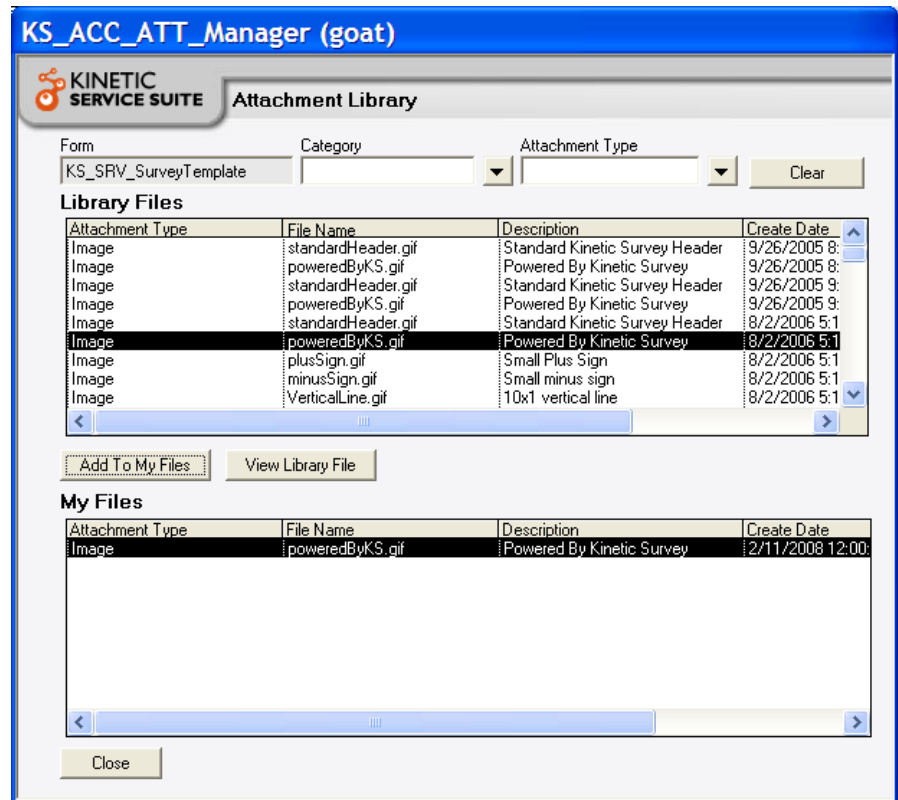 KS_ACC_ATT_Manager (goat)
KINETIC
SERVICE SUITE
Attachment Library
Form Category Attachment Type
KS_SRV_SurveyTemplate Clear
Library Files
Attachment Type File Name Description Create Date
Image standardHeader.gif Standard Kinetic Survey Header 9/26/2005 8:
Image poweredByKS.gif Powered By Kinetic Survey 9/26/2005 8:
Image standardHeader.gif Standard Kinetic Survey Header 9/26/2005 9:
Image poweredByKS.gif Powered By Kinetic Survey 9/26/2005 9:
Image standardHeader.gif Standard Kinetic Survey Header 8/2/2006 5:1
Image poweredByKS.gif Powered By Kinetic Survey 8/2/2006 5:1
Image plusSign.gif Small Plus Sign 8/2/2006 5:1
Image minusSign.gif Small minus sign 8/2/2006 5:1
Image VerticalLine.gif 10x1 vertical line 8/2/2006 5:1
Add To My Files View Library File
My Files
Attachment Type File Name Description Create Date
Image poweredByKS.gif Powered By Kinetic Survey 2/11/2008 12:00:
Close